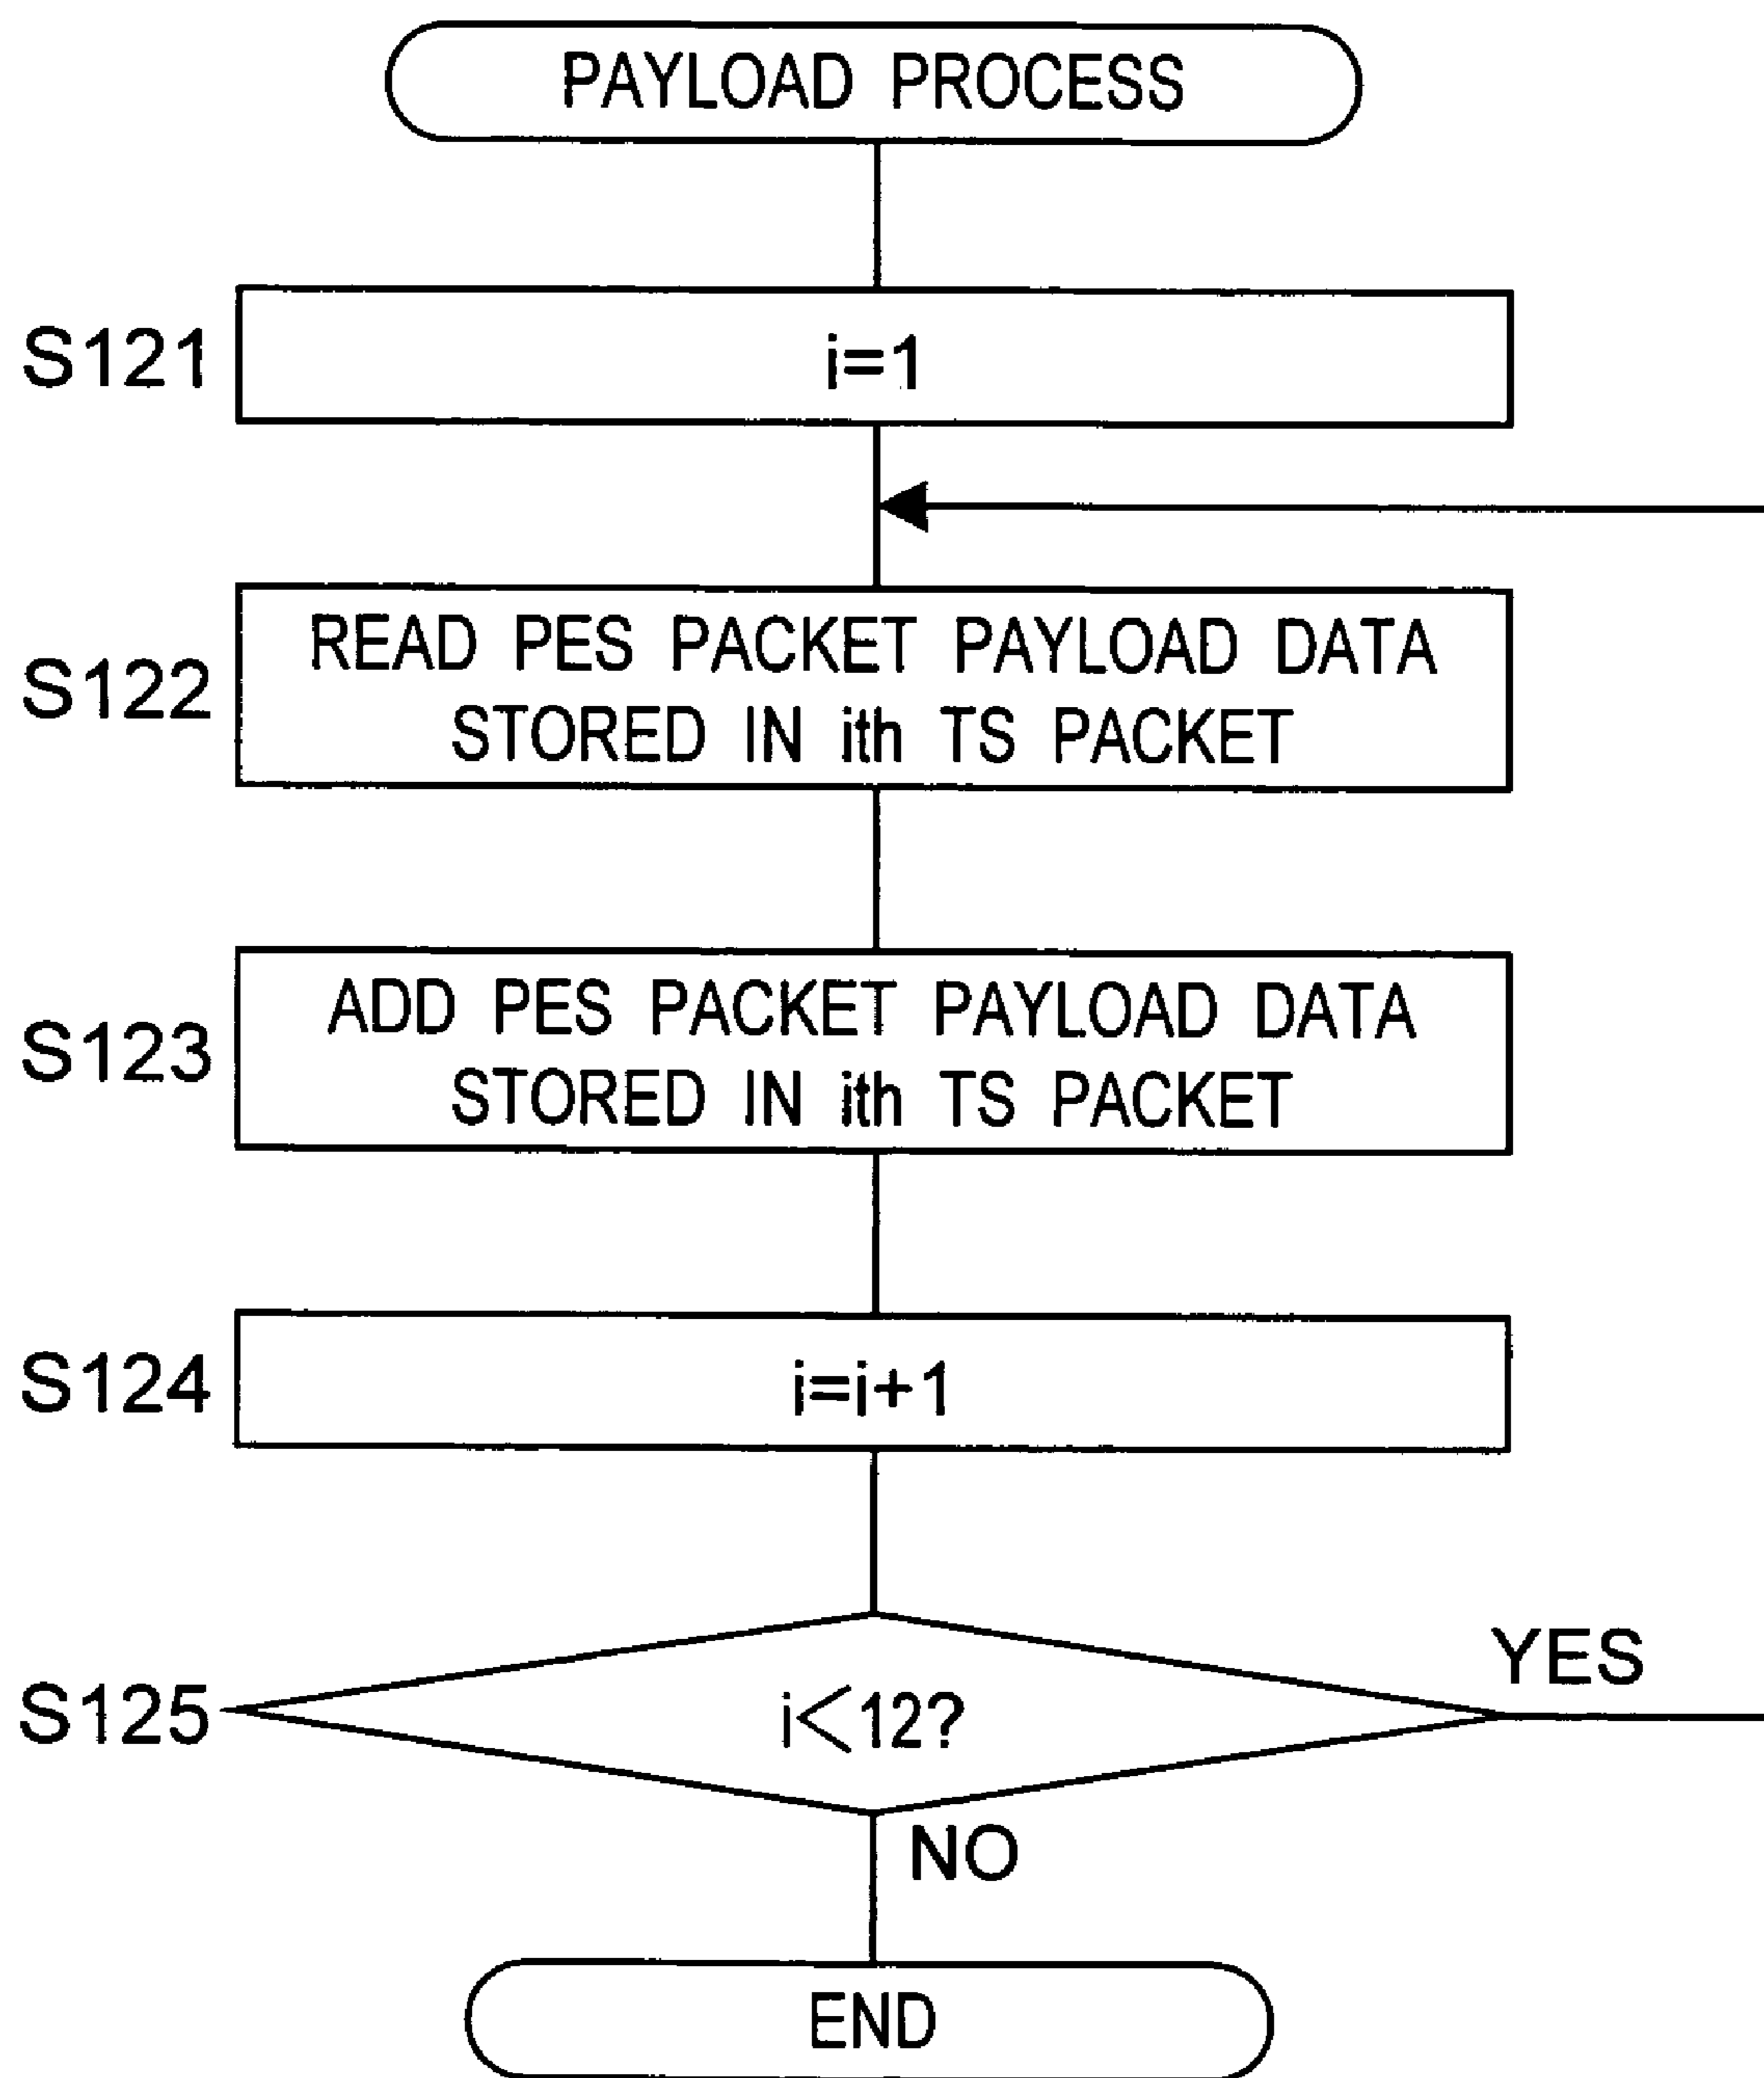 PAYLOAD PROCESS
S121
i=1
S122
READ PES PACKET PAYLOAD DATA
STORED IN ith TS PACKET
S123
ADD PES PACKET PAYLOAD DATA
STORED IN ith TS PACKET
S124
i=i+1
S125
i<12?
YES
NO
END